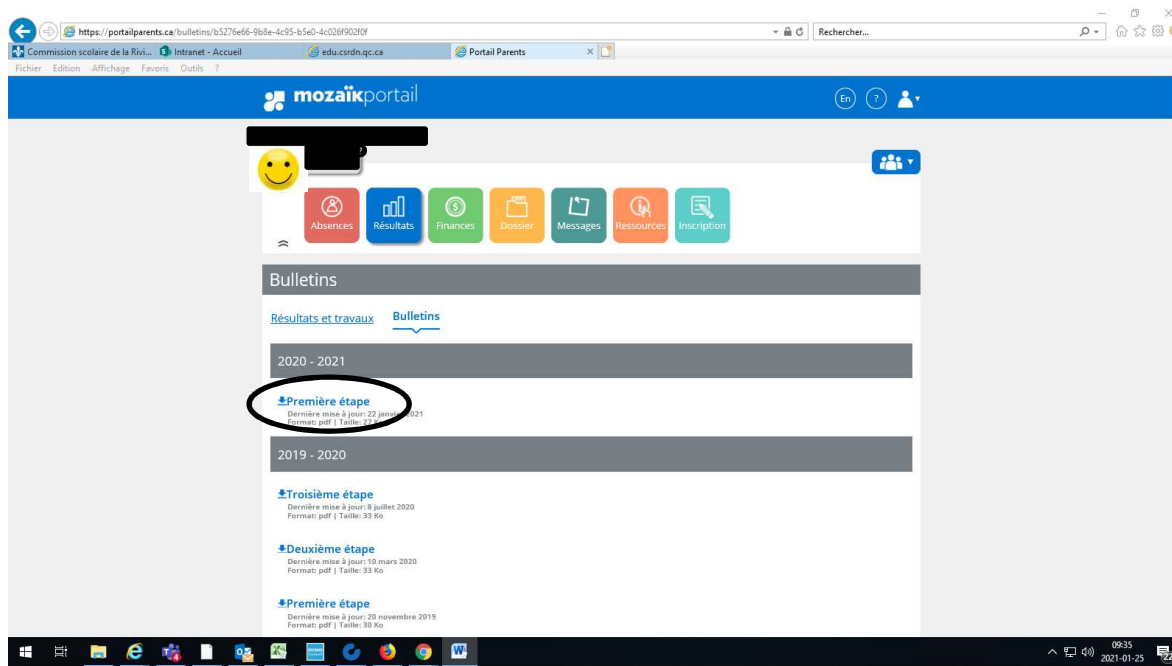 https://portailparents.ca/bulletins/b5276e66-9b8e-4c95-b5e0-4c026f902f0f
Rechercher...
Commission scolaire de la Rivi...
Intranet - Accueil
edu.csrdn.qc.ca
Portail Parents
Fichier Edition Affichage Favoris Outils ?
mozaïkportail
En ?
Absences
Résultats
Finances
Dossier
Messages
Ressources
Inscription
Bulletins
Résultats et travaux Bulletins
2020 - 2021
Première étape
Dernière mise à jour: 22 janvier 2021
Format: pdf | Taille: 27 Ko
2019 - 2020
Troisième étape
Dernière mise à jour: 8 juillet 2020
Format: pdf | Taille: 33 Ko
Deuxième étape
Dernière mise à jour: 10 mars 2020
Format: pdf | Taille: 33 Ko
Première étape
Dernière mise à jour: 20 novembre 2019
Format: pdf | Taille: 30 Ko
09:35
2021-01-25